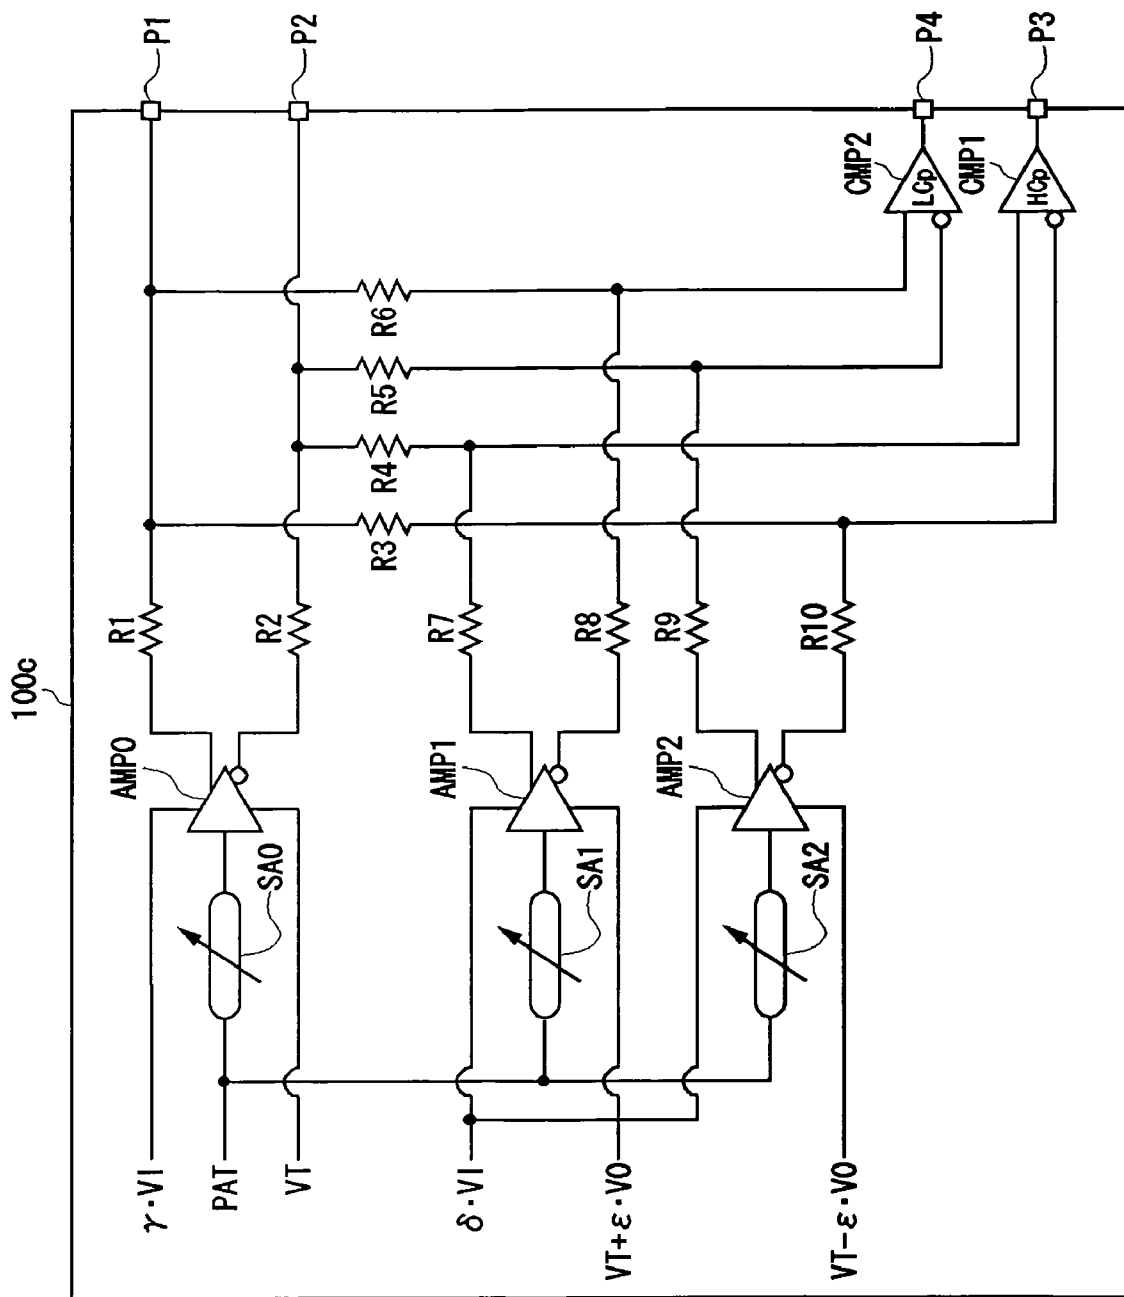 100c
γ·VI
PAT
VT
SA0
AMP0
R1
R2
P1
P2
R3
R4
R5
R6
δ·VI
VT+ε·VO
SA1
AMP1
R7
R8
VT−ε·VO
SA2
AMP2
R9
R10
CMP2
LCp
P4
CMP1
HCp
P3